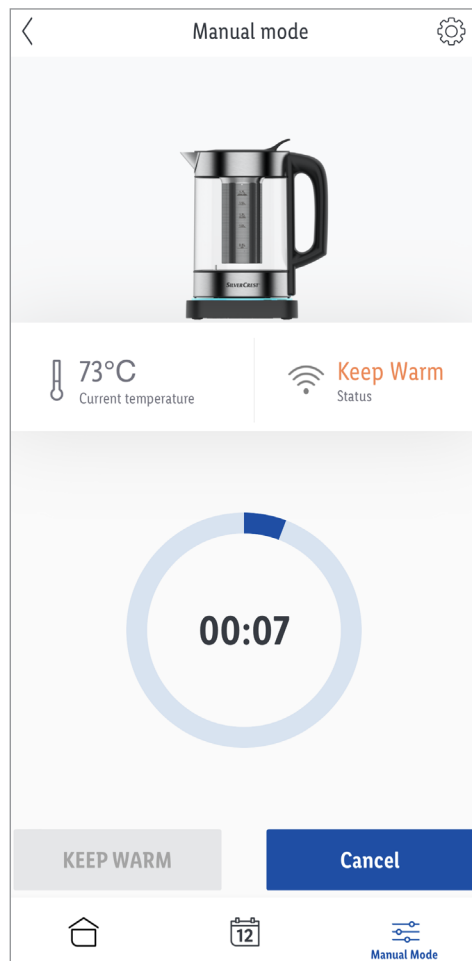 Manual mode
SILVERCREST
73°C
Current temperature
Keep Warm
Status
00:07
KEEP WARM
Cancel
12
Manual Mode